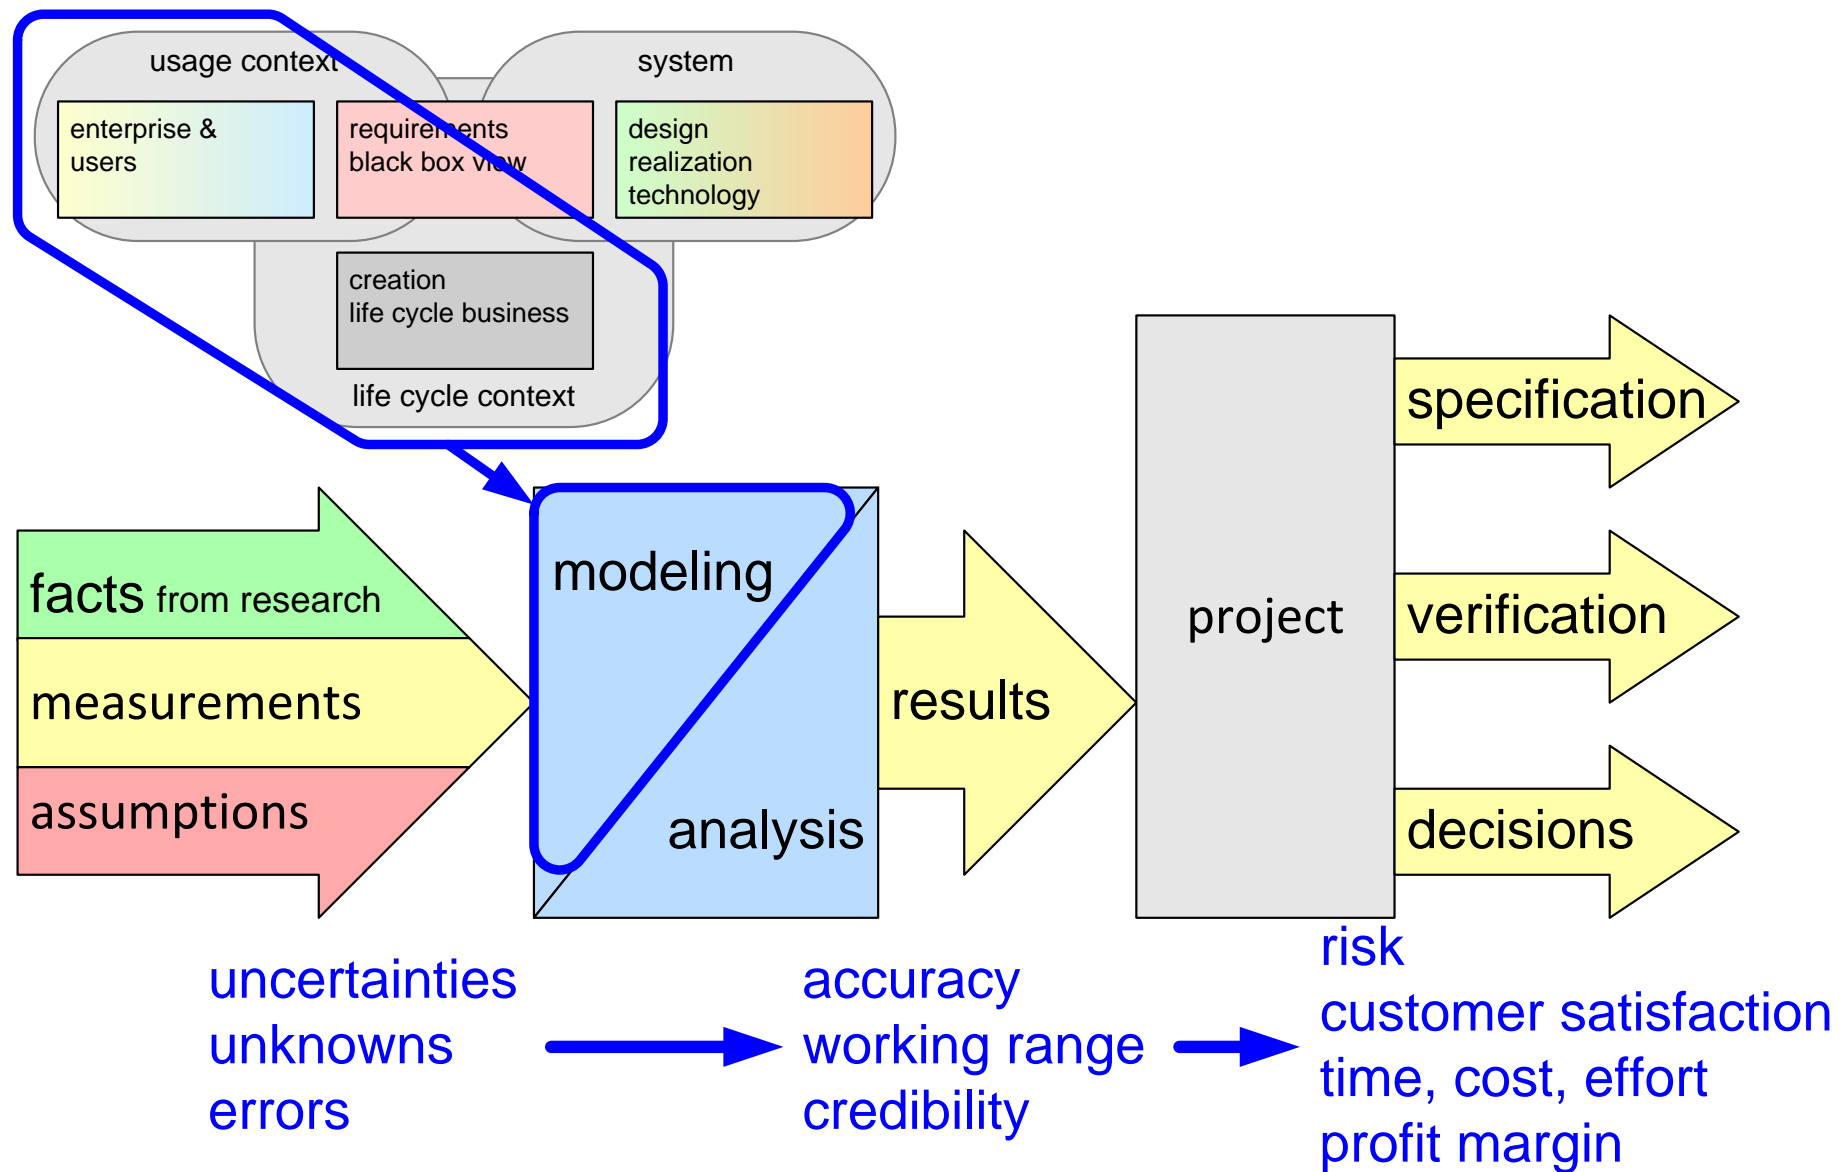 usage context
system
enterprise &
users
requirements
black box view
design
realization
technology
creation
life cycle business
life cycle context
facts from research
measurements
assumptions
modeling
analysis
results
project
specification
verification
decisions
uncertainties
unknowns
errors
accuracy
working range
credibility
risk
customer satisfaction
time, cost, effort
profit margin